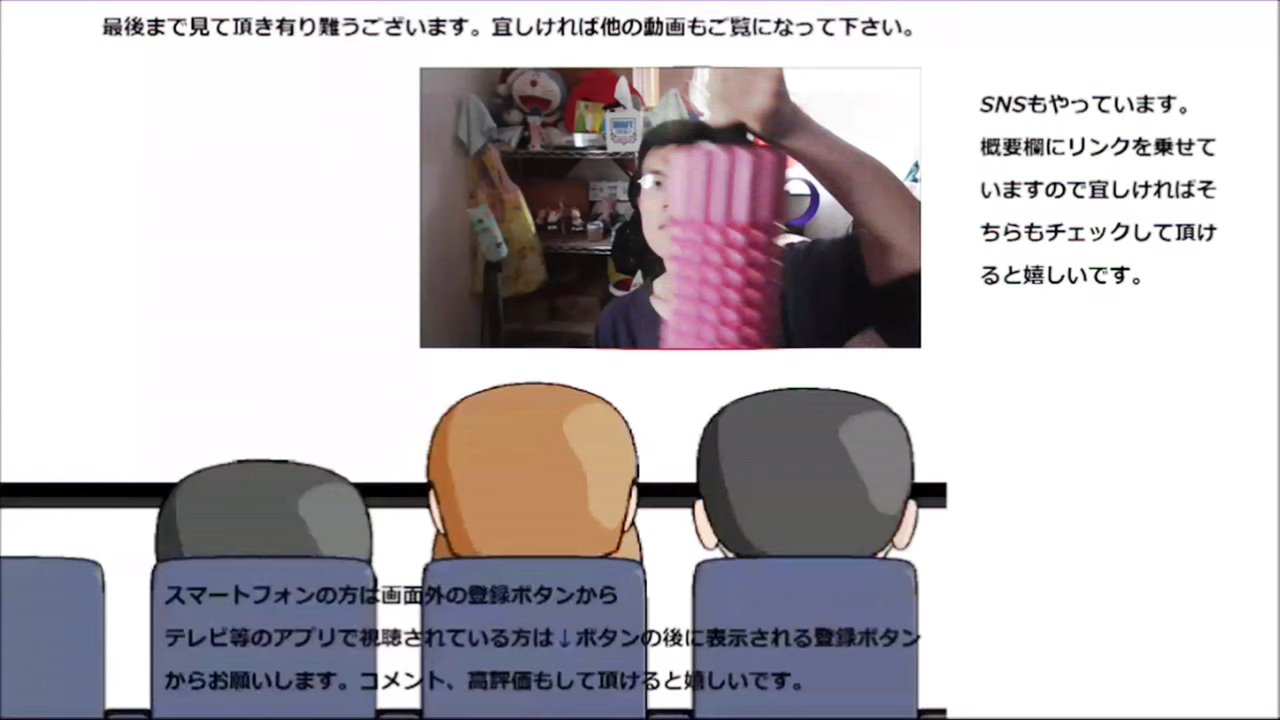 最後まで見て頂き有り難うございます。宜しければ他の動画もご覧になって下さい。
SNSもやっています。
概要欄にリンクを乗せて
いますので宜しければそ
ちらもチェックして頂け
ると嬉しいです。
スマートフォンの方は画面外の登録ボタンから
テレビ等のアプリで視聴されている方は↓ボタンの後に表示される登録ボタン
からお願いします。コメント、高評価もして頂けると嬉しいです。